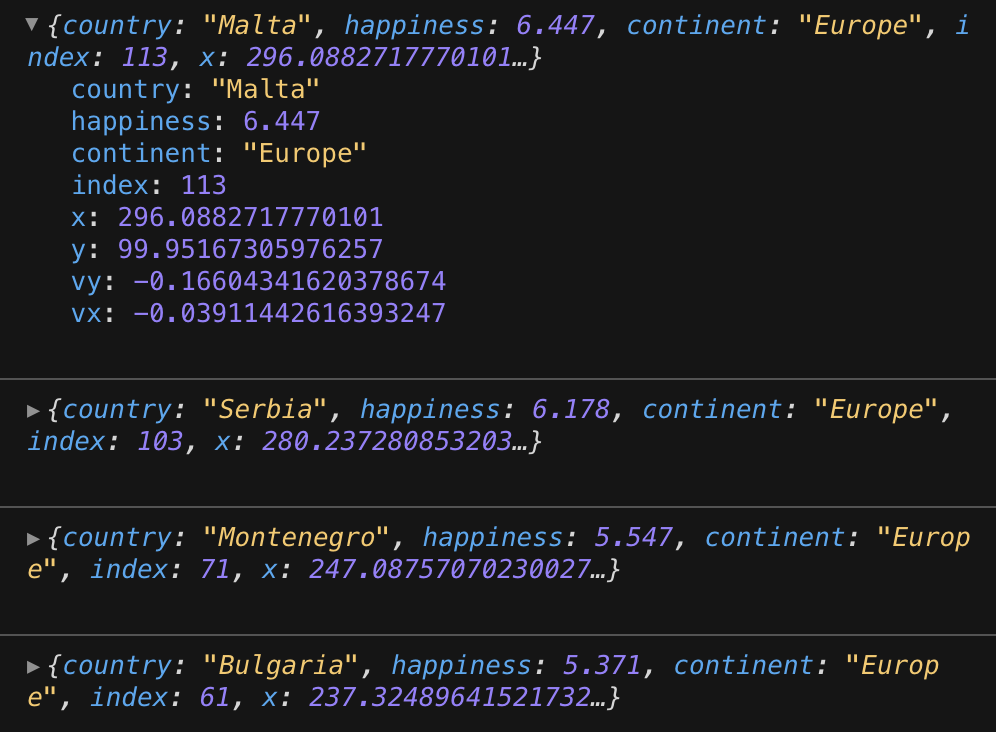 ▼ {country: "Malta", happiness: 6.447, continent: "Europe", i
ndex: 113, x: 296.0882717770101…}
country: "Malta"
happiness: 6.447
continent: "Europe"
index: 113
x: 296.0882717770101
y: 99.95167305976257
vy: −0.16604341620378674
vx: −0.03911442616393247
▶ {country: "Serbia", happiness: 6.178, continent: "Europe",
index: 103, x: 280.237280853203…}
▶ {country: "Montenegro", happiness: 5.547, continent: "Europ
e", index: 71, x: 247.08757070230027…}
▶ {country: "Bulgaria", happiness: 5.371, continent: "Europ
e", index: 61, x: 237.32489641521732…}